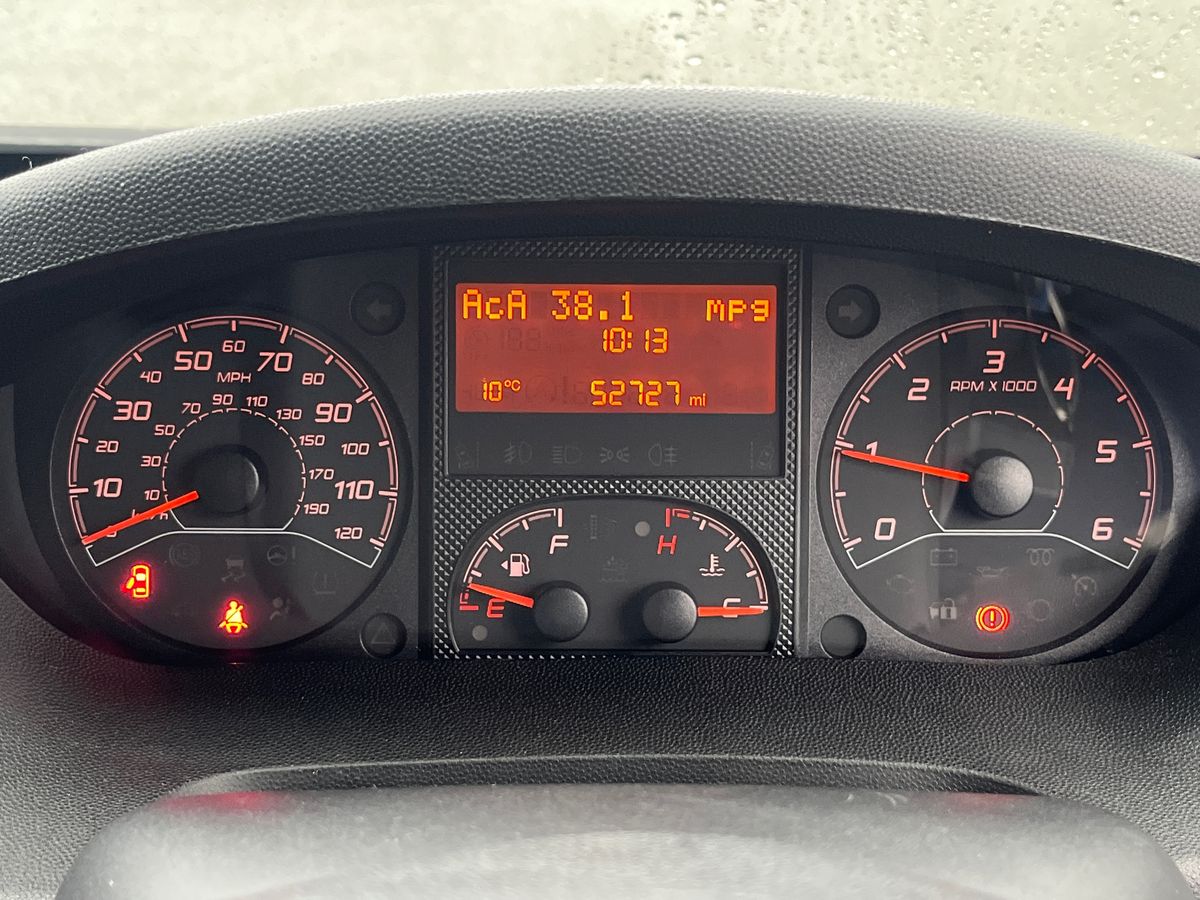 AcA 38.1 mpg
10:13
10°C 52727 mi
0 10 20 30 40 50 60 70 80 90 100 110 120
MPH
10 30 50 70 90 110 130 150 170 190
km/h
0 1 2 3 4 5 6
RPM X 1000
F
E
H
C